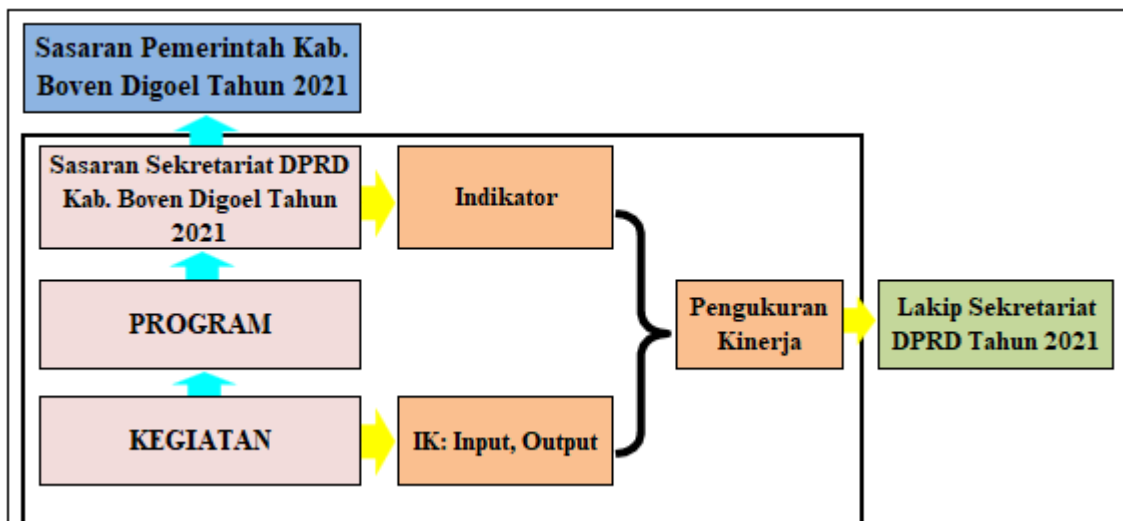 Sasaran Pemerintah Kab.
Boven Digoel Tahun 2021
Sasaran Sekretariat DPRD
Kab. Boven Digoel Tahun
2021
Indikator
PROGRAM
Pengukuran
Kinerja
Lakip Sekretariat
DPRD Tahun 2021
KEGIATAN
IK: Input, Output